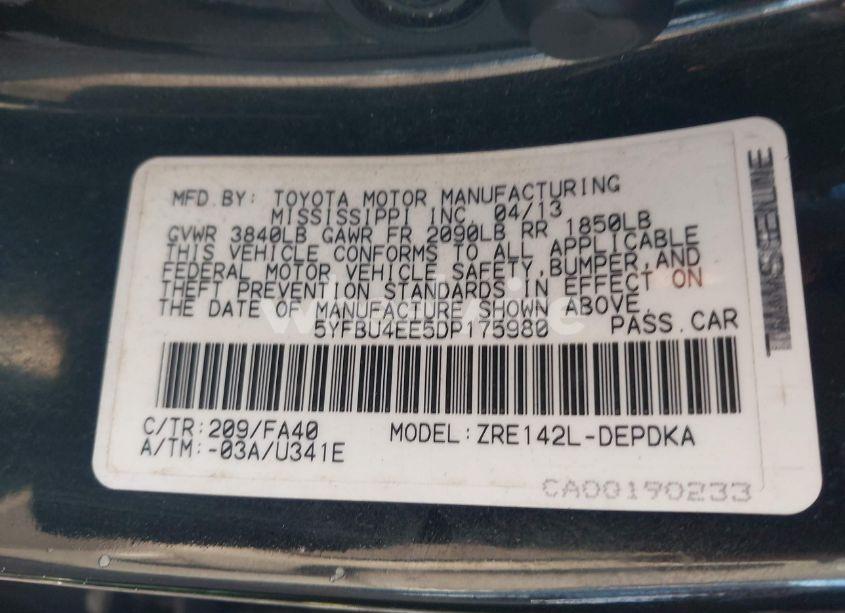 MFD.BY: TOYOTA MOTOR MANUFACTURING
MISSISSIPPI INC. 04/13
GVWR 3840LB GAWR FR 2090LB RR 1850LB
THIS VEHICLE CONFORMS TO ALL APPLICABLE
FEDERAL MOTOR VEHICLE SAFETY,BUMPER,AND
THEFT PREVENTION STANDARDS IN EFFECT ON
THE DATE OF MANUFACTURE SHOWN ABOVE.
5YFBU4EE5DP175980 PASS.CAR
C/TR:209/FA40 MODEL:ZRE142L-DEPDKA
A/TM:-03A/U341E
CA00190233